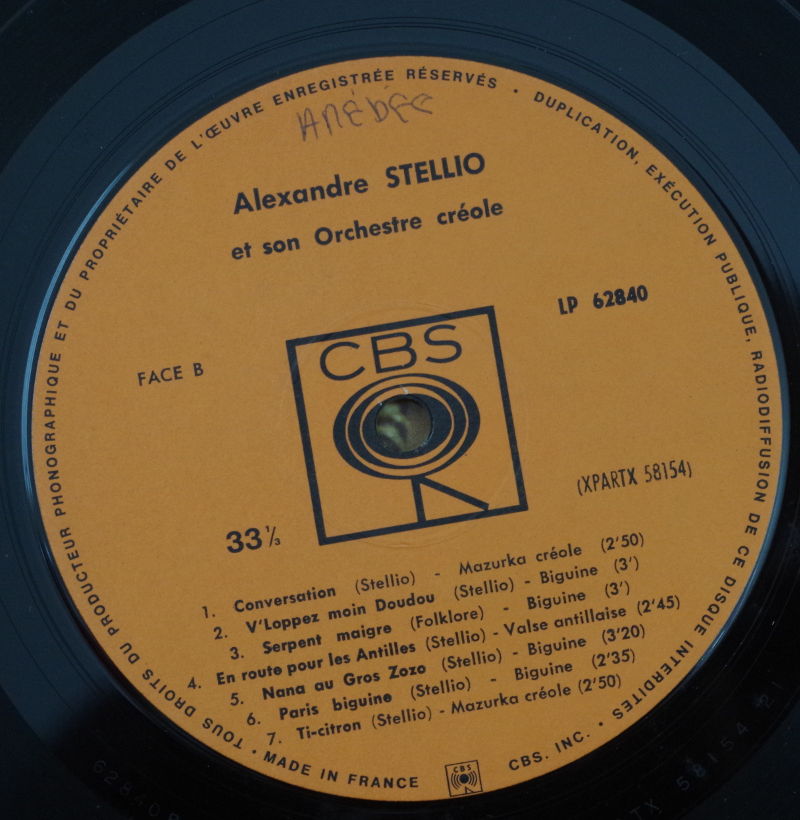 TOUS DROITS DU PRODUCTEUR PHONOGRAPHIQUE ET DU PROPRIÉTAIRE DE L'ŒUVRE ENREGISTRÉE RÉSERVÉS · DUPLICATION, EXÉCUTION PUBLIQUE, RADIODIFFUSION DE CE DISQUE INTERDITES
Alexandre STELLIO
et son Orchestre créole
LP 62840
CBS
FACE B
(XPARTX 58154)
33⅓
1. Conversation (Stellio) - Mazurka créole (2'50)
2. V'Loppez moin Doudou (Stellio) - Biguine (3')
3. Serpent maigre (Folklore) - Biguine (3')
4. En route pour les Antilles (Stellio) - Valse antillaise (2'45)
5. Nana au Gros Zozo (Stellio) - Biguine (3'20)
6. Paris biguine (Stellio) - Biguine (2'35)
7. Ti-citron (Stellio) - Mazurka créole (2'50)
· MADE IN FRANCE
CBS
CBS. INC. ·